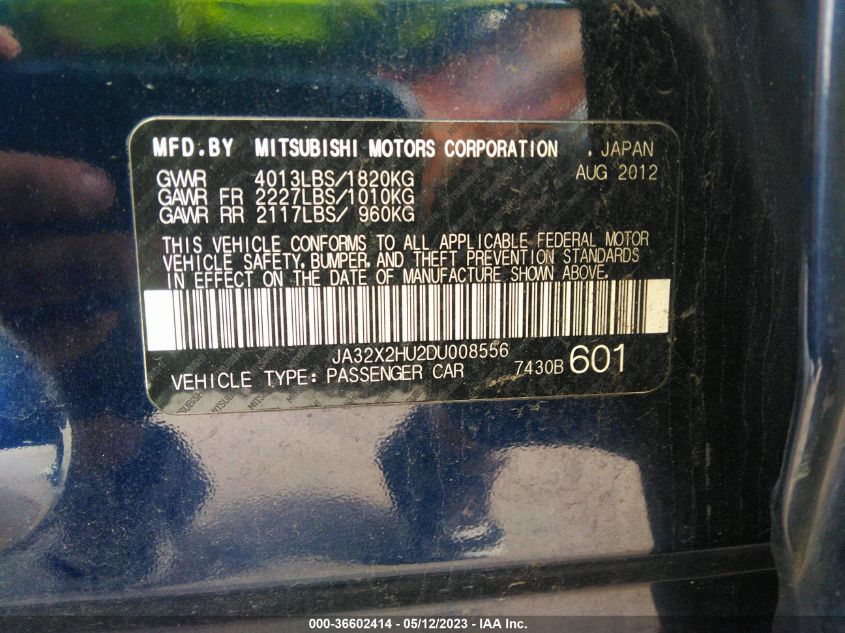 MFD.BY MITSUBISHI MOTORS CORPORATION , JAPAN
AUG 2012
GVWR 4013LBS/1820KG
GAWR FR 2227LBS/1010KG
GAWR RR 2117LBS/ 960KG
THIS VEHICLE CONFORMS TO ALL APPLICABLE FEDERAL MOTOR
VEHICLE SAFETY, BUMPER, AND THEFT PREVENTION STANDARDS
IN EFFECT ON THE DATE OF MANUFACTURE SHOWN ABOVE.
JA32X2HU2DU008556
VEHICLE TYPE: PASSENGER CAR 7430B 601
000-36602414 - 05/12/2023 - IAA Inc.